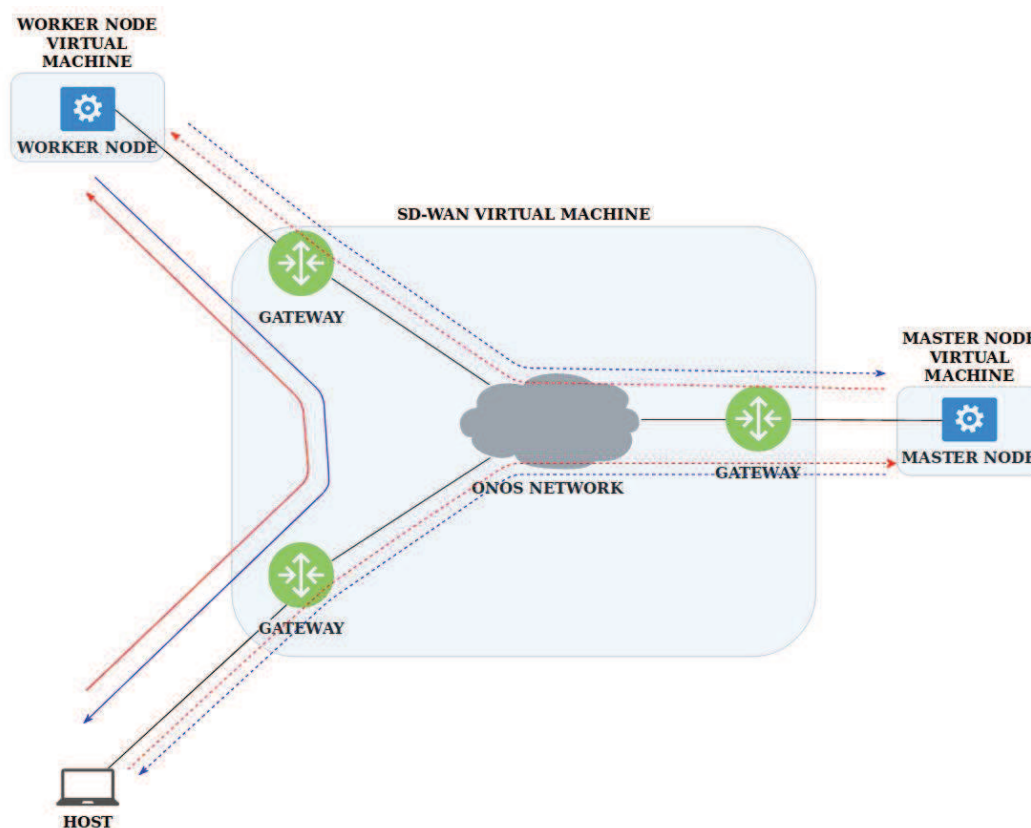 WORKER NODE
VIRTUAL
MACHINE
WORKER NODE
SD-WAN VIRTUAL MACHINE
GATEWAY
MASTER NODE
VIRTUAL
MACHINE
MASTER NODE
GATEWAY
ONOS NETWORK
GATEWAY
HOST